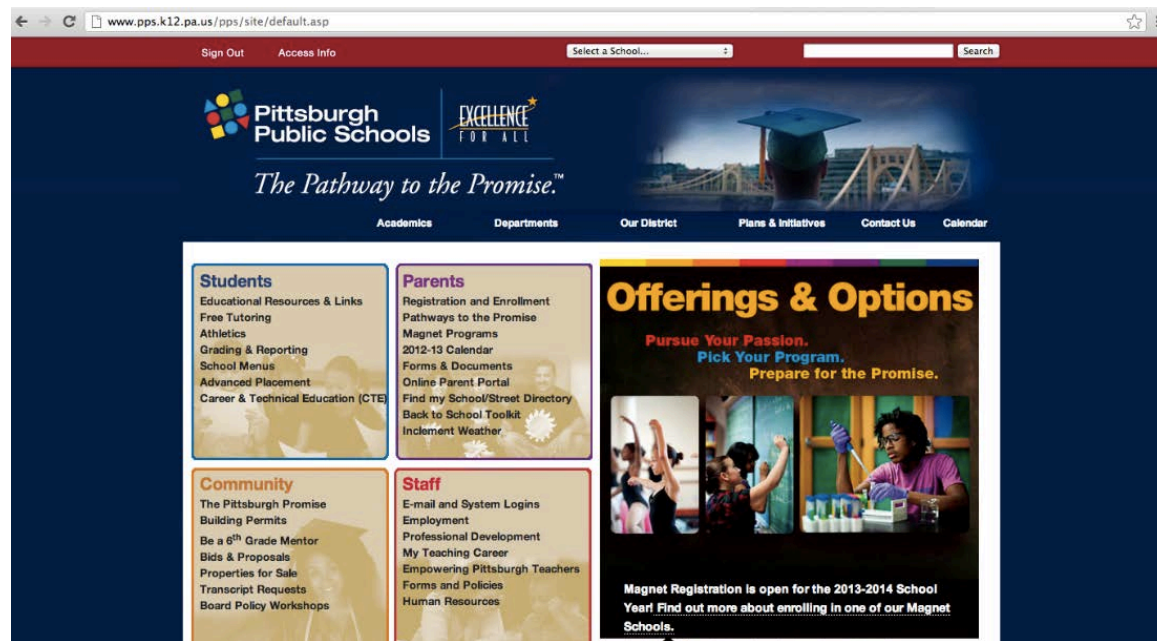 www.pps.k12.pa.us/pps/site/default.asp
Sign Out Access Info Select a School... Search
Pittsburgh
Public Schools
EXCELLENCE
FOR ALL
The Pathway to the Promise.™
Academics Departments Our District Plans & Initiatives Contact Us Calendar
Students
Educational Resources & Links
Free Tutoring
Athletics
Grading & Reporting
School Menus
Advanced Placement
Career & Technical Education (CTE)
Parents
Registration and Enrollment
Pathways to the Promise
Magnet Programs
2012-13 Calendar
Forms & Documents
Online Parent Portal
Find my School/Street Directory
Back to School Toolkit
Inclement Weather
Offerings & Options
Pursue Your Passion.
Pick Your Program.
Prepare for the Promise.
Community
The Pittsburgh Promise
Building Permits
Be a 6th Grade Mentor
Bids & Proposals
Properties for Sale
Transcript Requests
Board Policy Workshops
Staff
E-mail and System Logins
Employment
Professional Development
My Teaching Career
Empowering Pittsburgh Teachers
Forms and Policies
Human Resources
Magnet Registration is open for the 2013-2014 School
Year! Find out more about enrolling in one of our Magnet
Schools.